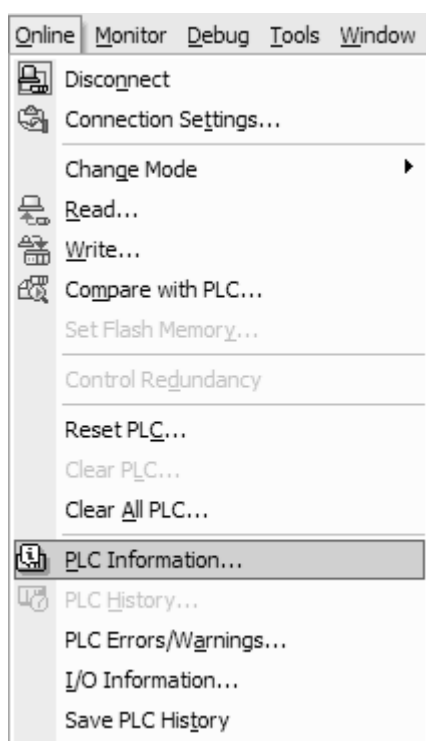 Online Monitor Debug Tools Window
Disconnect
Connection Settings...
Change Mode
Read...
Write...
Compare with PLC...
Set Flash Memory...
Control Redundancy
Reset PLC...
Clear PLC...
Clear All PLC...
PLC Information...
PLC History...
PLC Errors/Warnings...
I/O Information...
Save PLC History